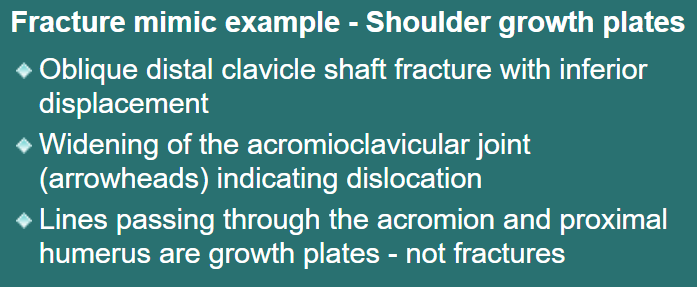 Fracture mimic example - Shoulder growth plates
Oblique distal clavicle shaft fracture with inferior
displacement
Widening of the acromioclavicular joint
(arrowheads) indicating dislocation
Lines passing through the acromion and proximal
humerus are growth plates - not fractures